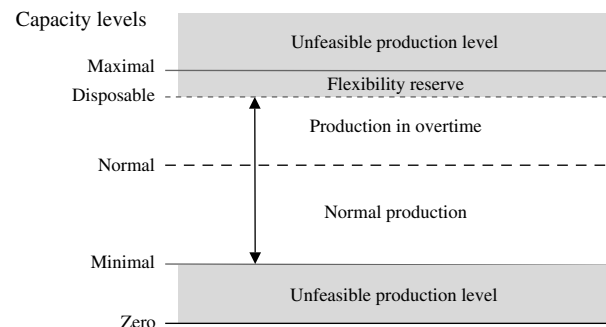 Capacity levels
Unfeasible production level
Maximal
Flexibility reserve
Disposable
Production in overtime
Normal
Normal production
Minimal
Unfeasible production level
Zero